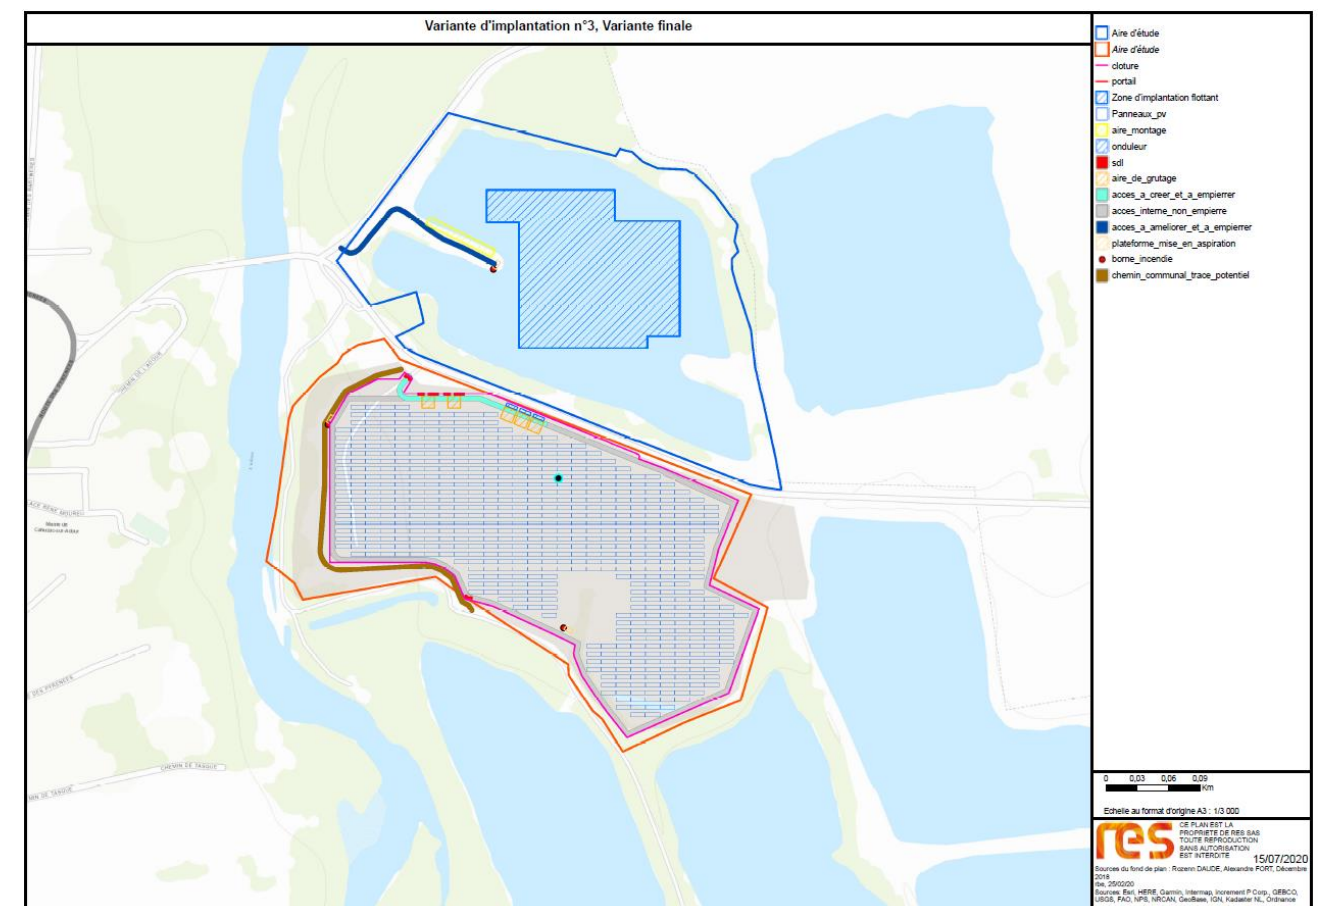 Variante d'implantation n°3, Variante finale
Aire d'étude
Aire d'étude
cloture
portail
Zone d'implantation flottant
Panneaux_pv
aire_montage
onduleur
sdl
aire_de_grutage
acces_a_creer_et_a_empierrer
acces_interne_non_empierre
acces_a_ameliorer_et_a_empierrer
plateforme_mise_en_aspiration
borne_incendie
chemin_communal_trace_potentiel
CHEMIN DE L'ADOUR
Mairie de
CHEMIN DE TANQUE
0 0,03 0,06 0,09
Km
Echelle au format d'origine A3 : 1/3 000
res
CE PLAN EST LA
PROPRIETE DE RES SAS
TOUTE REPRODUCTION
SANS AUTORISATION
EST INTERDITE
15/07/2020
Sources du fond de plan : Rozenn DAUDE, Alexandre FORT, Décembre
2018
rbe, 25/02/20
Sources: Esri, HERE, Garmin, Intermap, increment P Corp., GEBCO,
USGS, FAO, NPS, NRCAN, GeoBase, IGN, Kadaster NL, Ordnance